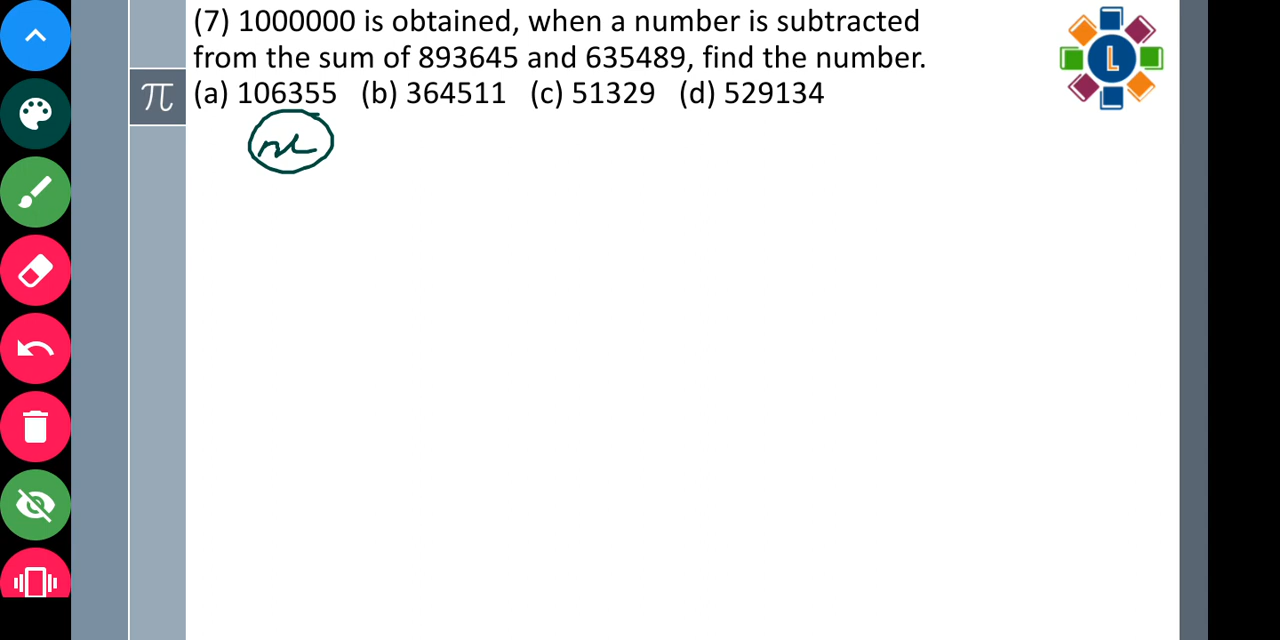 (7) 1000000 is obtained, when a number is subtracted
from the sum of 893645 and 635489, find the number.
π (a) 106355 (b) 364511 (c) 51329 (d) 529134
L